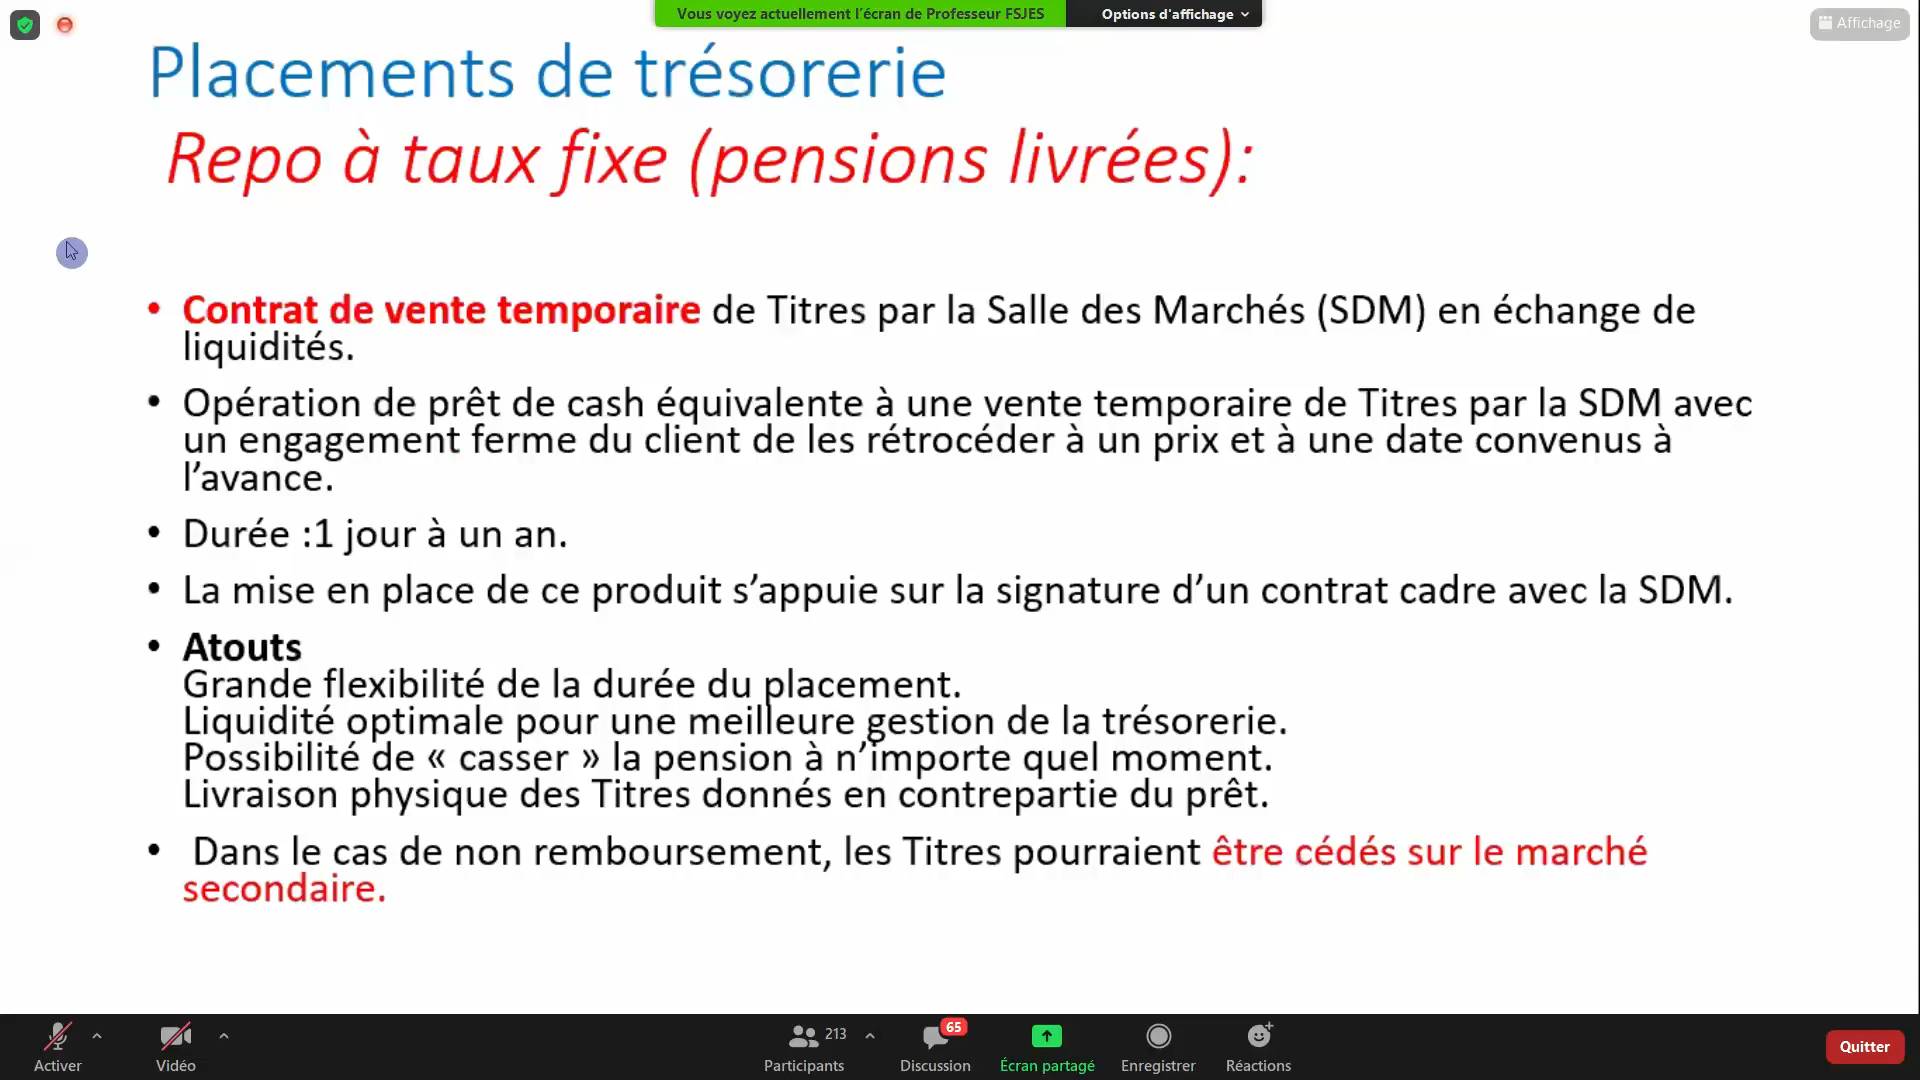 Vous voyez actuellement l'écran de Professeur FSJES
Options d'affichage
Affichage
Placements de trésorerie
Repo à taux fixe (pensions livrées):
• Contrat de vente temporaire de Titres par la Salle des Marchés (SDM) en échange de
liquidités.
• Opération de prêt de cash équivalente à une vente temporaire de Titres par la SDM avec
un engagement ferme du client de les rétrocéder à un prix et à une date convenus à
l’avance.
• Durée :1 jour à un an.
• La mise en place de ce produit s’appuie sur la signature d’un contrat cadre avec la SDM.
• Atouts
Grande flexibilité de la durée du placement.
Liquidité optimale pour une meilleure gestion de la trésorerie.
Possibilité de « casser » la pension à n’importe quel moment.
Livraison physique des Titres donnés en contrepartie du prêt.
• Dans le cas de non remboursement, les Titres pourraient être cédés sur le marché
secondaire.
Activer
Vidéo
213
Participants
65
Discussion
Écran partagé
Enregistrer
Réactions
Quitter